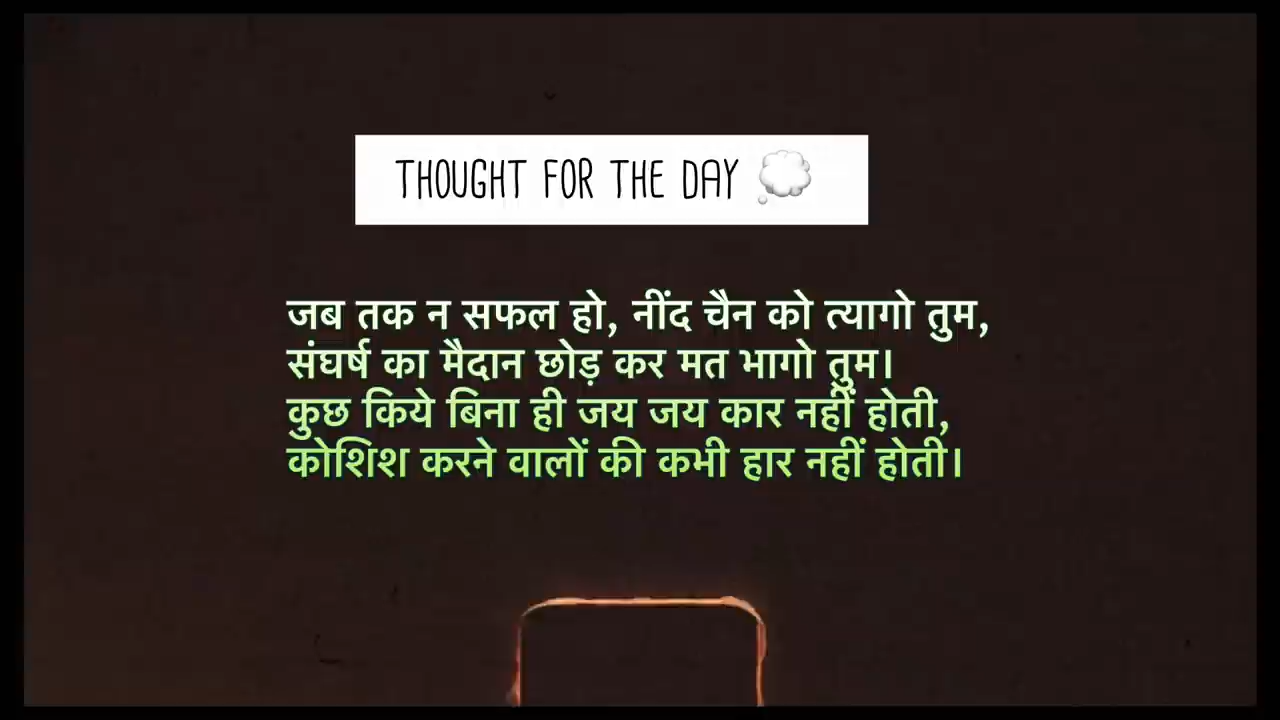 THOUGHT FOR THE DAY 💭
जब तक न सफल हो, नींद चैन को त्यागो तुम,
संघर्ष का मैदान छोड़ कर मत भागो तुम।
कुछ किये बिना ही जय जय कार नहीं होती,
कोशिश करने वालों की कभी हार नहीं होती।